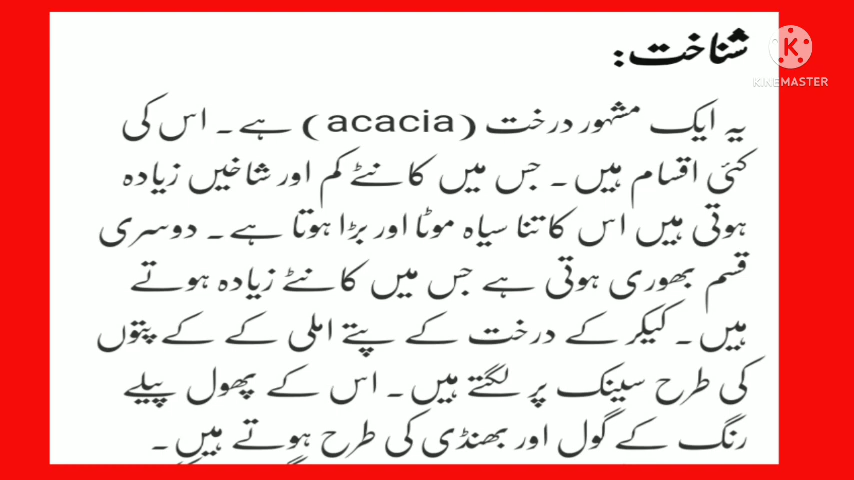 شناخت:
یہ ایک مشہور درخت (acacia) ہے۔ اس کی
کئی اقسام ہیں۔ جس میں کانٹے کم اور شاخیں زیادہ
ہوتی ہیں اس کا تنا سیاہ موٹا اور بڑا ہوتا ہے۔ دوسری
قسم بھوری ہوتی ہے جس میں کانٹے زیادہ ہوتے
ہیں۔ کیکر کے درخت کے پتے املی کے کے پتوں
کی طرح سینک پر لگتے ہیں۔ اس کے پھول پیلے
رنگ کے گول اور بھنڈی کی طرح ہوتے ہیں۔
K
KINEMASTER